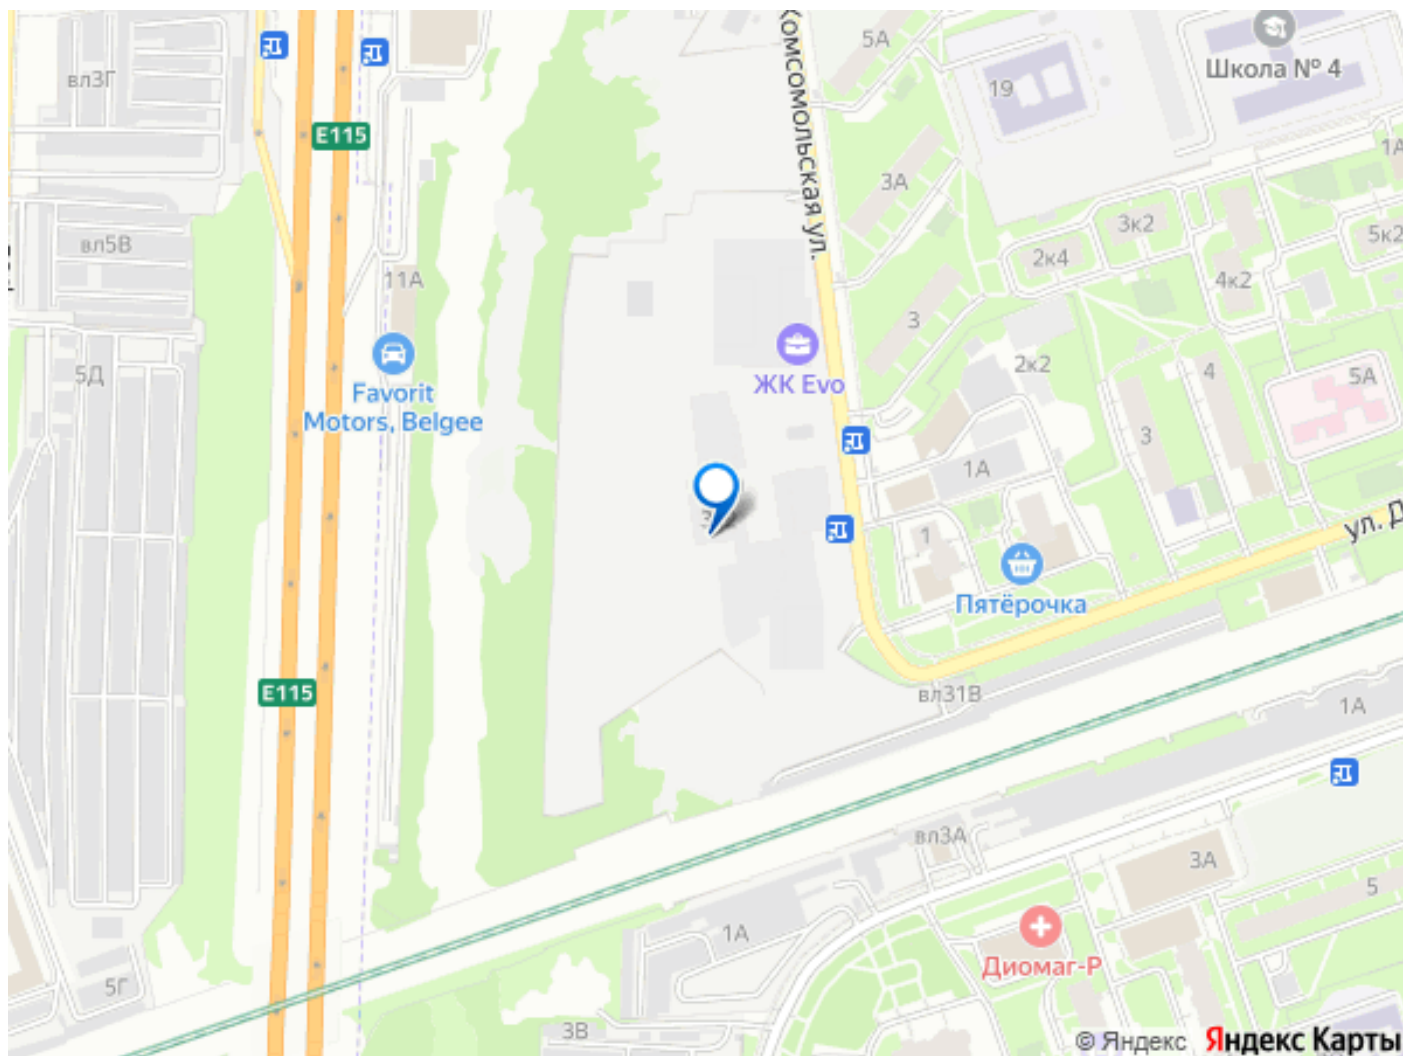 вл3Г
5А
Комсомольская ул.
19
Школа № 4
1А
E115
3А
3к2
5к2
вл5В
2к4
4к2
11А
3
ЖК Evo
2к2
4
5А
5Д
Favorit
Motors, Belgee
3
1А
ул. Д
1
Пятёрочка
E115
вл31В
1А
вл3А
3А
5
1А
Диомаг-Р
5Г
3В
© Яндекс Яндекс Карты